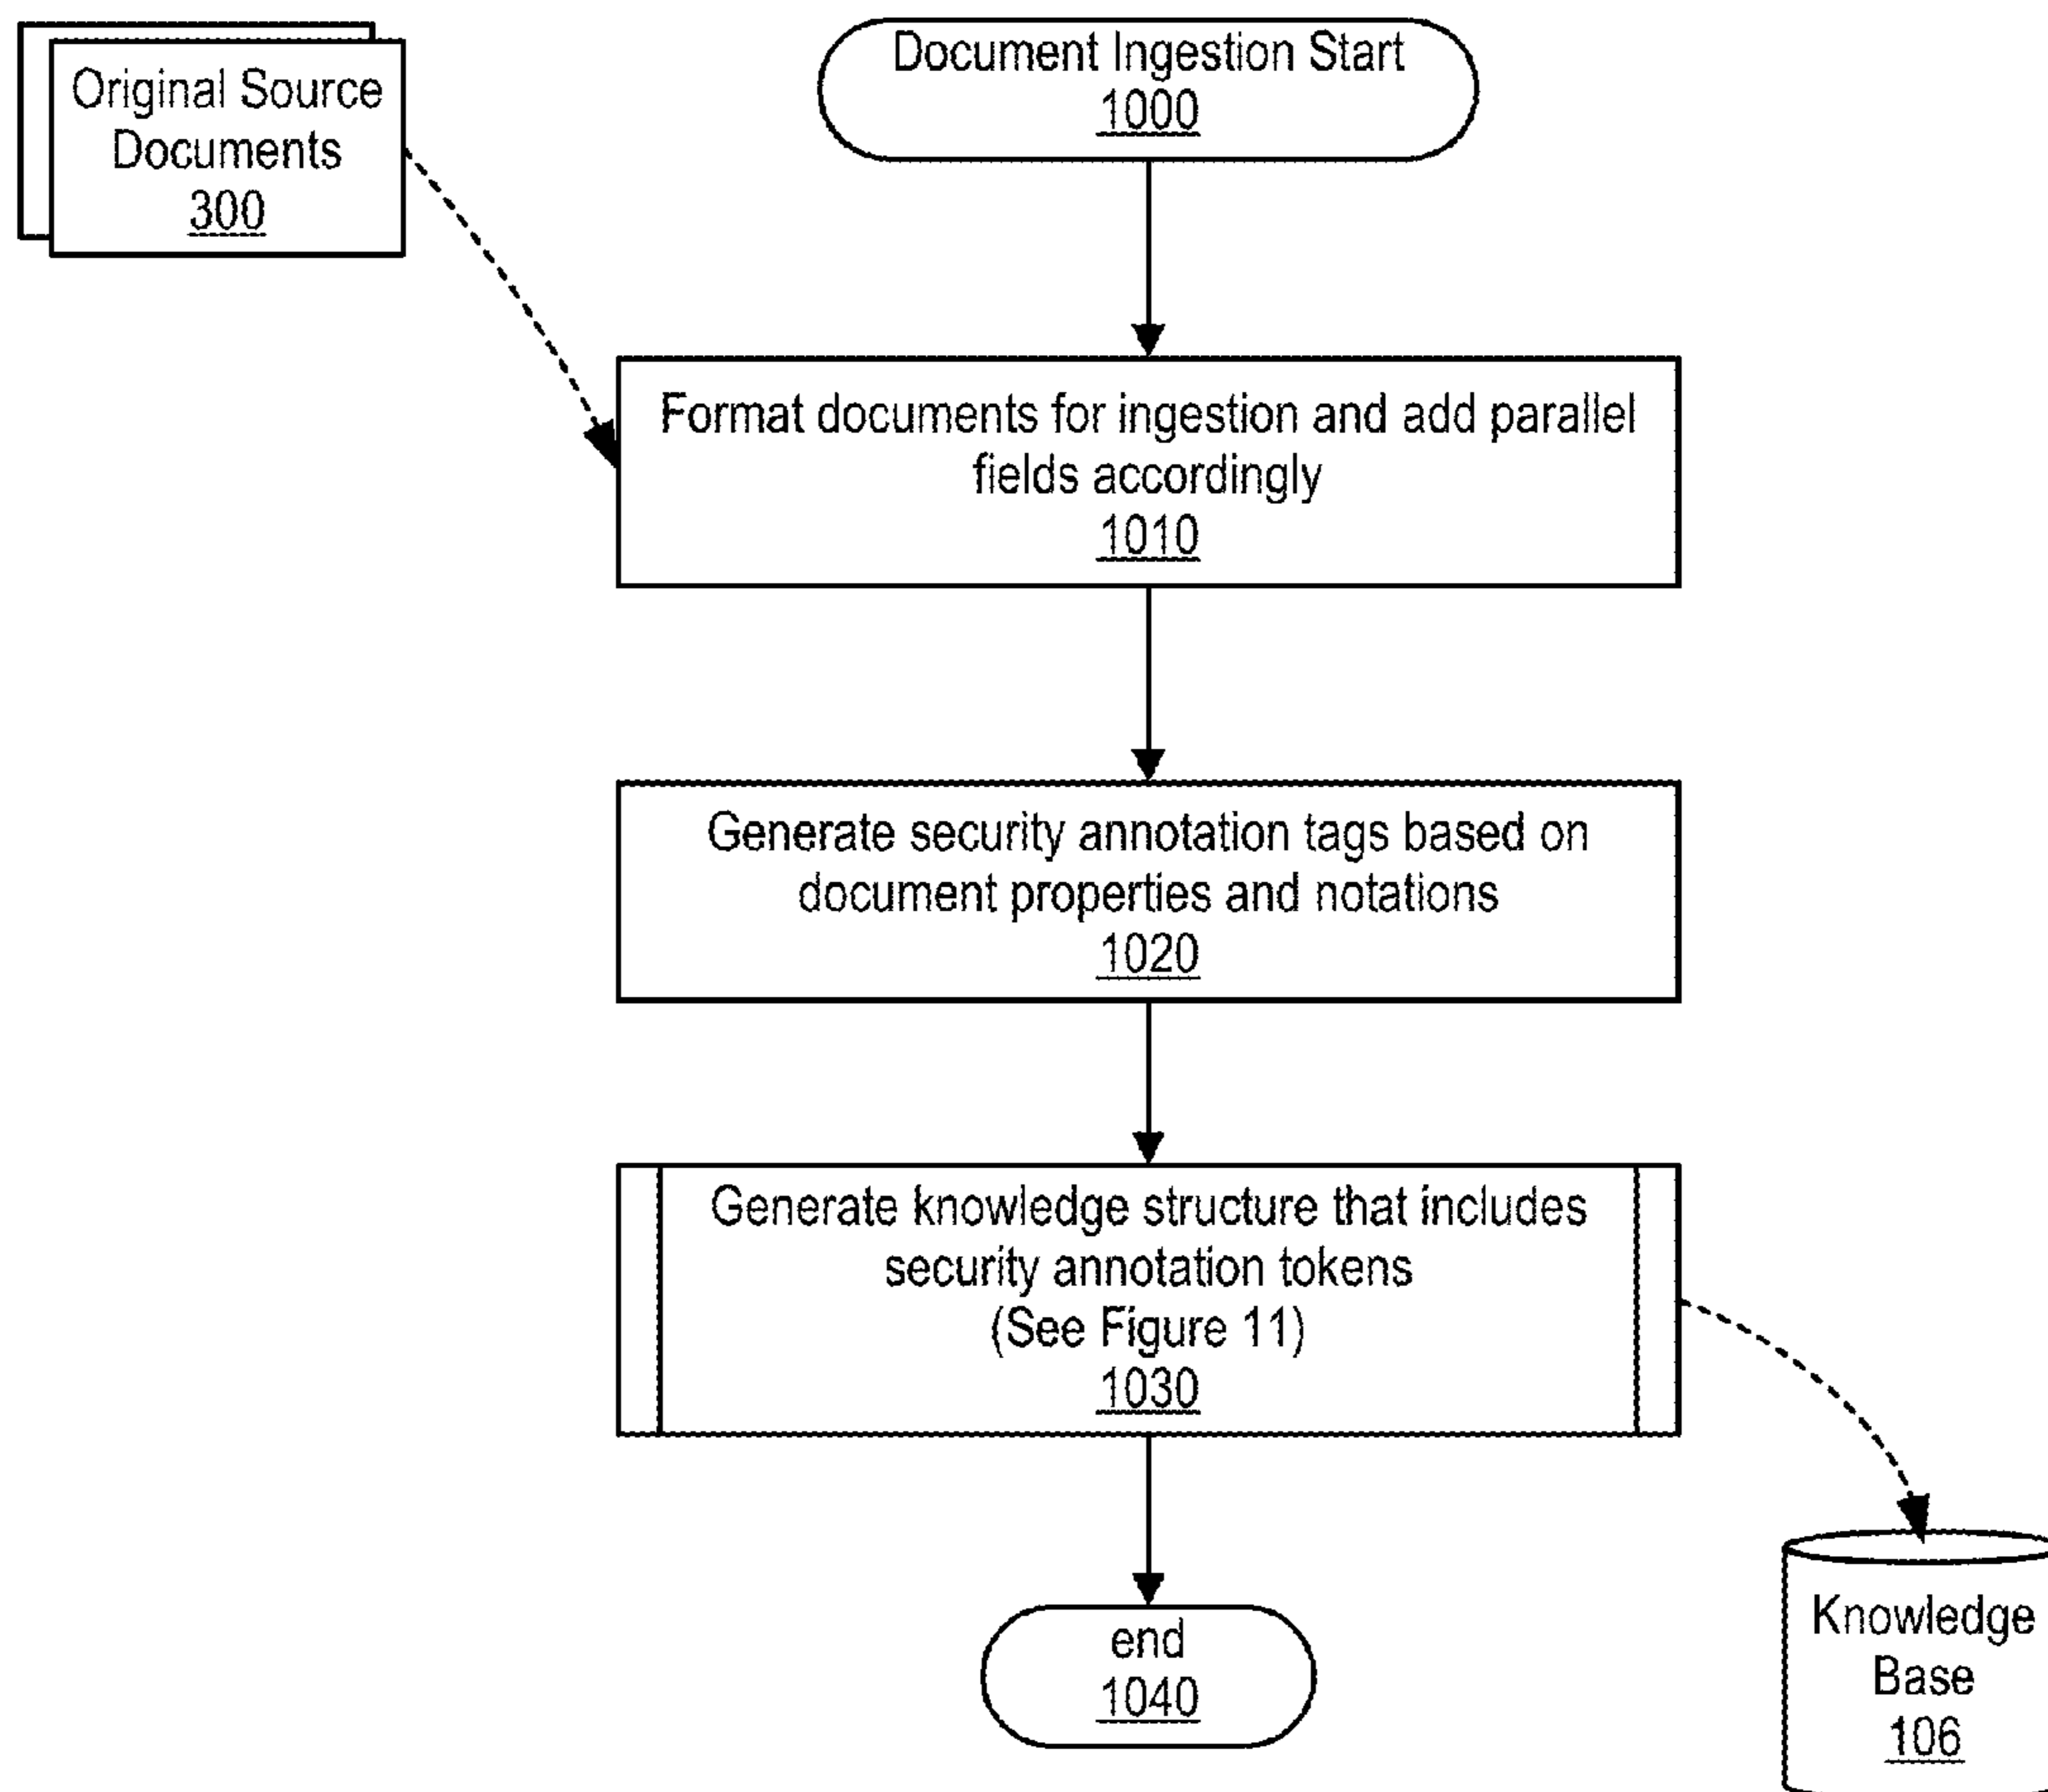 Original Source
Documents
300
Document Ingestion Start
1000
Format documents for ingestion and add parallel
fields accordingly
1010
Generate security annotation tags based on
document properties and notations
1020
Generate knowledge structure that includes
security annotation tokens
(See Figure 11)
1030
end
1040
Knowledge
Base
106